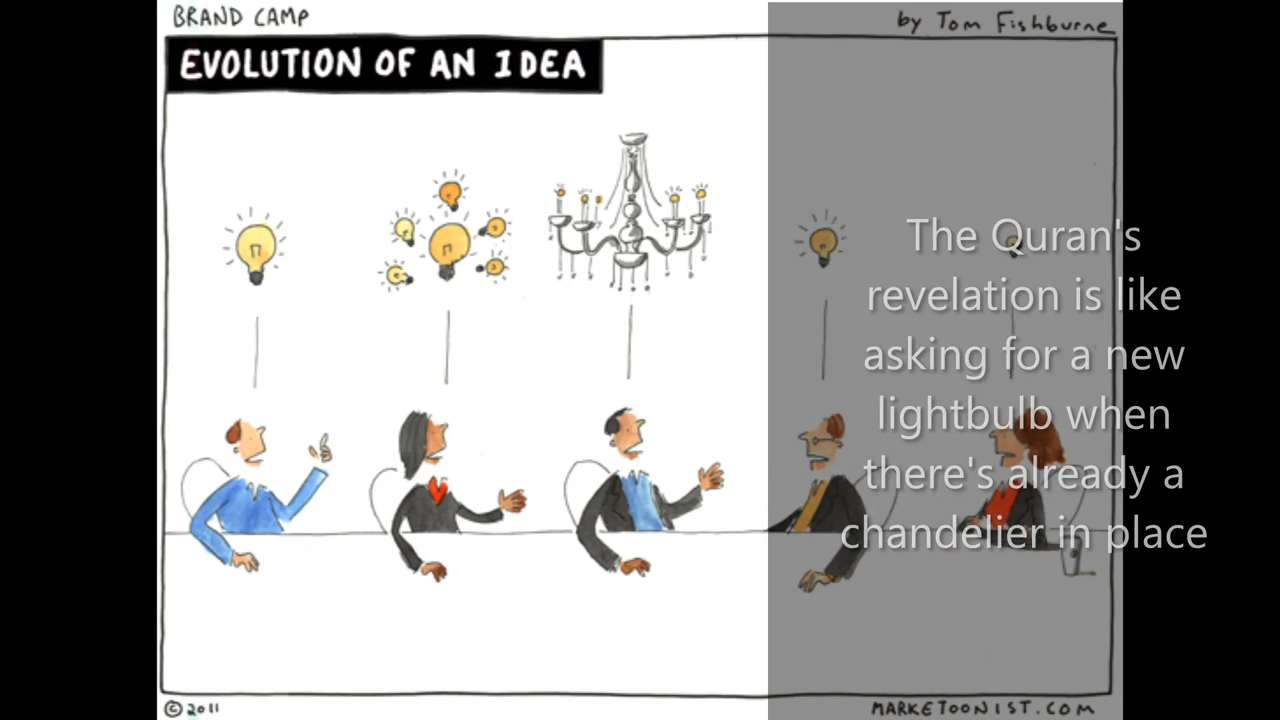 BRAND CAMP
by Tom Fishburne
EVOLUTION OF AN IDEA
The Quran's
revelation is like
asking for a new
lightbulb when
there's already a
chandelier in place
© 2011
MARKETOONIST.COM